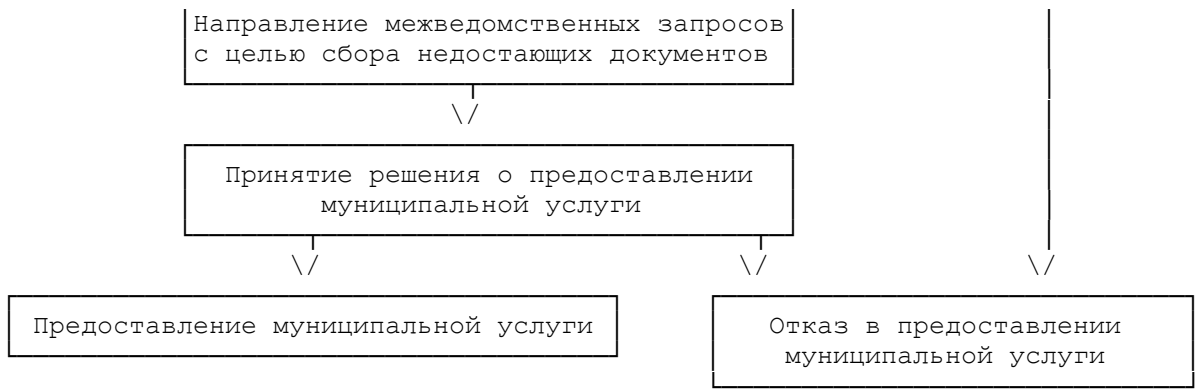 Направление межведомственных запросов
с целью сбора недостающих документов
\/
Принятие решения о предоставлении
муниципальной услуги
\/ \/ \/
Предоставление муниципальной услуги
Отказ в предоставлении
муниципальной услуги